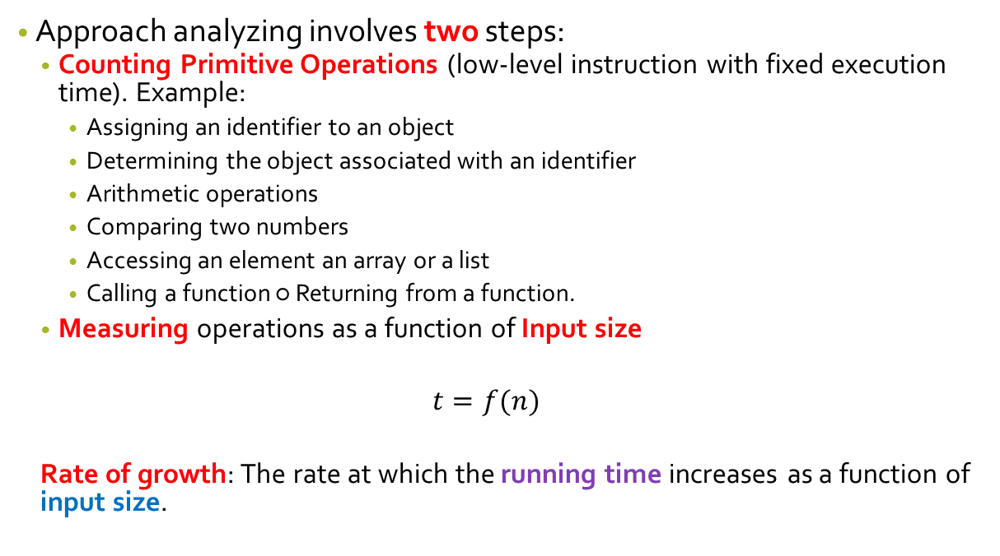 • Approach analyzing involves two steps:
• Counting Primitive Operations (low-level instruction with fixed execution
time). Example:
• Assigning an identifier to an object
• Determining the object associated with an identifier
• Arithmetic operations
• Comparing two numbers
• Accessing an element an array or a list
• Calling a function ○ Returning from a function.
• Measuring operations as a function of Input size
t = f(n)
Rate of growth: The rate at which the running time increases as a function of
input size.